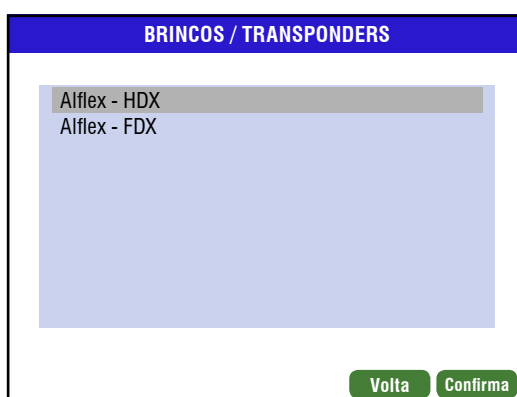 BRINCOS / TRANSPONDERS
Alflex - HDX
Alflex - FDX
Volta Confirma